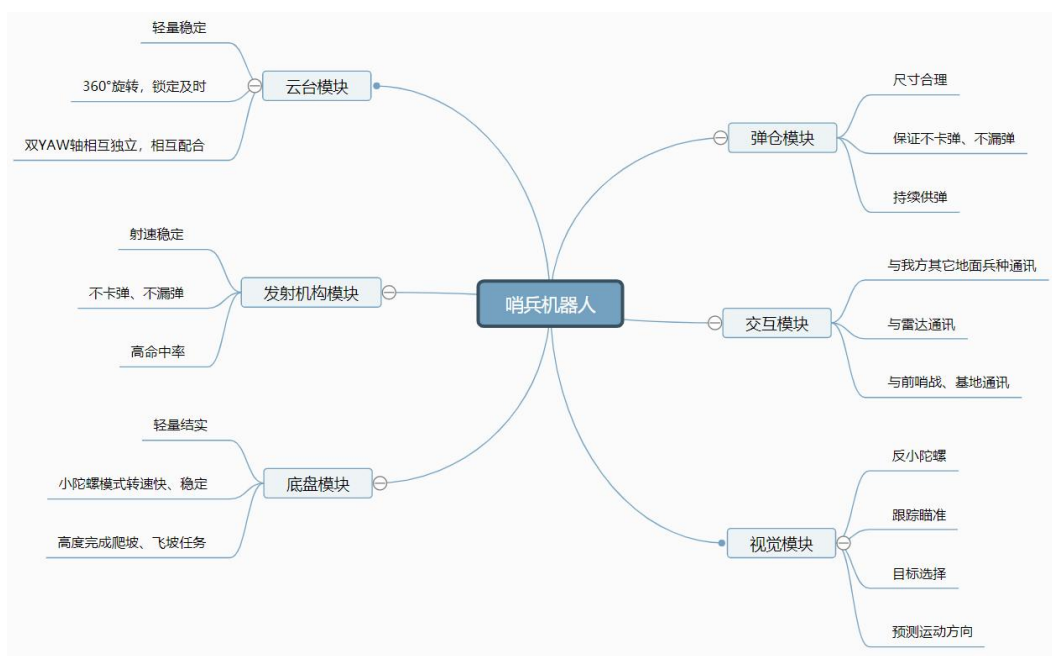 哨兵机器人
云台模块
轻量稳定
360°旋转，锁定及时
双YAW轴相互独立，相互配合
发射机构模块
射速稳定
不卡弹、不漏弹
高命中率
底盘模块
轻量结实
小陀螺模式转速快、稳定
高度完成爬坡、飞坡任务
弹仓模块
尺寸合理
保证不卡弹、不漏弹
持续供弹
交互模块
与我方其它地面兵种通讯
与雷达通讯
与前哨战、基地通讯
视觉模块
反小陀螺
跟踪瞄准
目标选择
预测运动方向